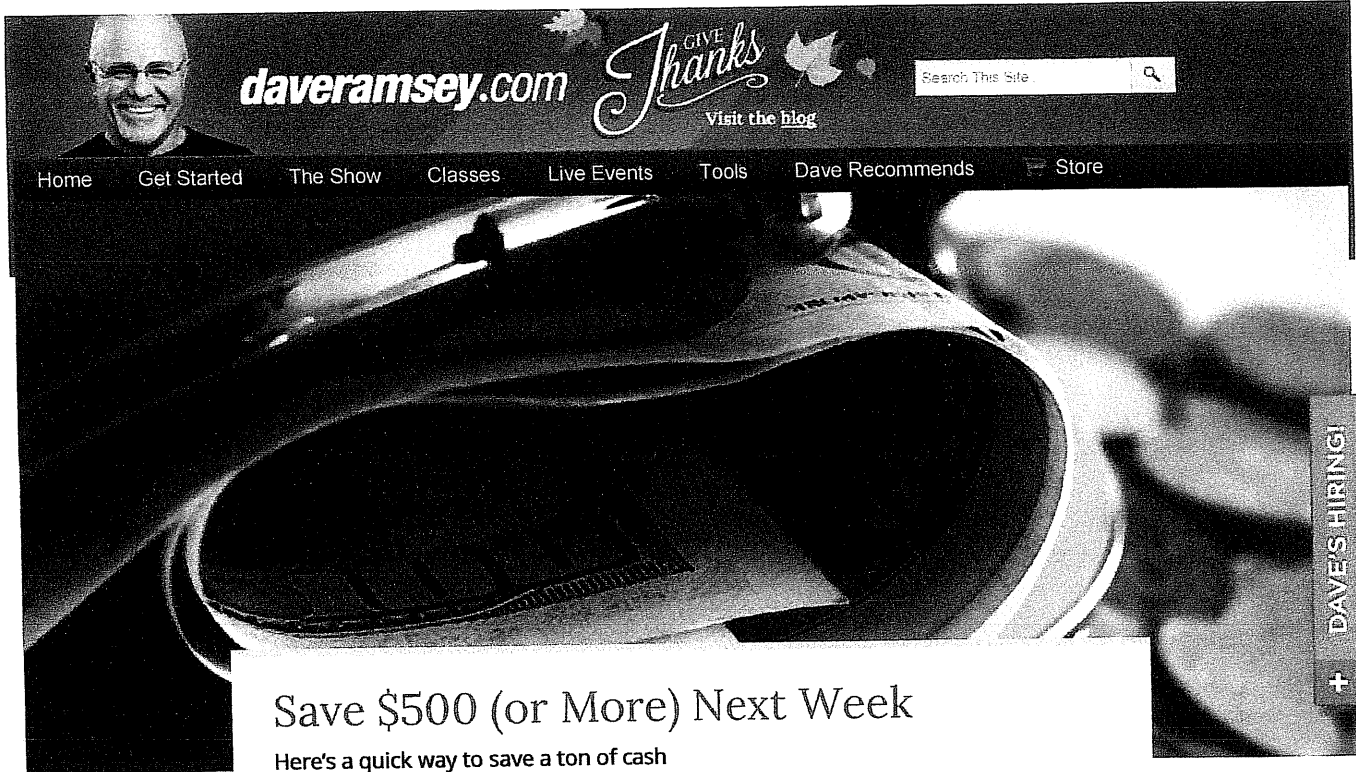 daveramsey.com
GIVE
Thanks
Visit the blog
Search This Site...
Home Get Started The Show Classes Live Events Tools Dave Recommends Store
DAVE'S HIRING!
+
Save $500 (or More) Next Week
Here's a quick way to save a ton of cash